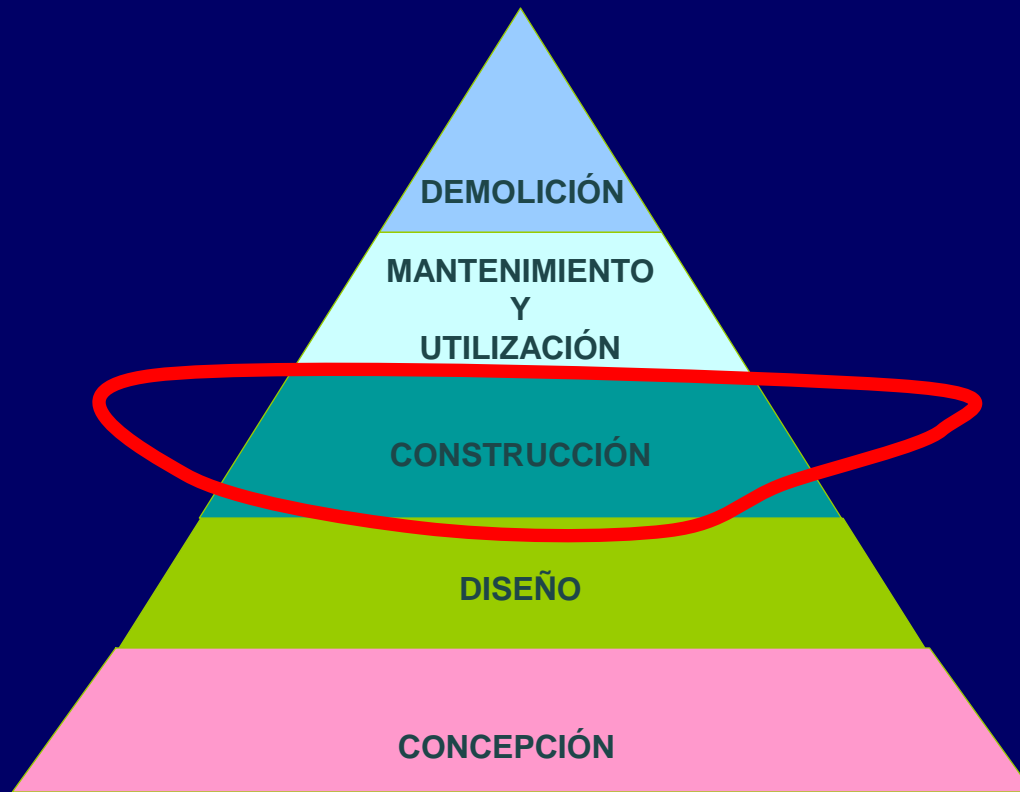 DEMOLICIÓN
MANTENIMIENTO
Y
UTILIZACIÓN
CONSTRUCCIÓN
DISEÑO
CONCEPCIÓN